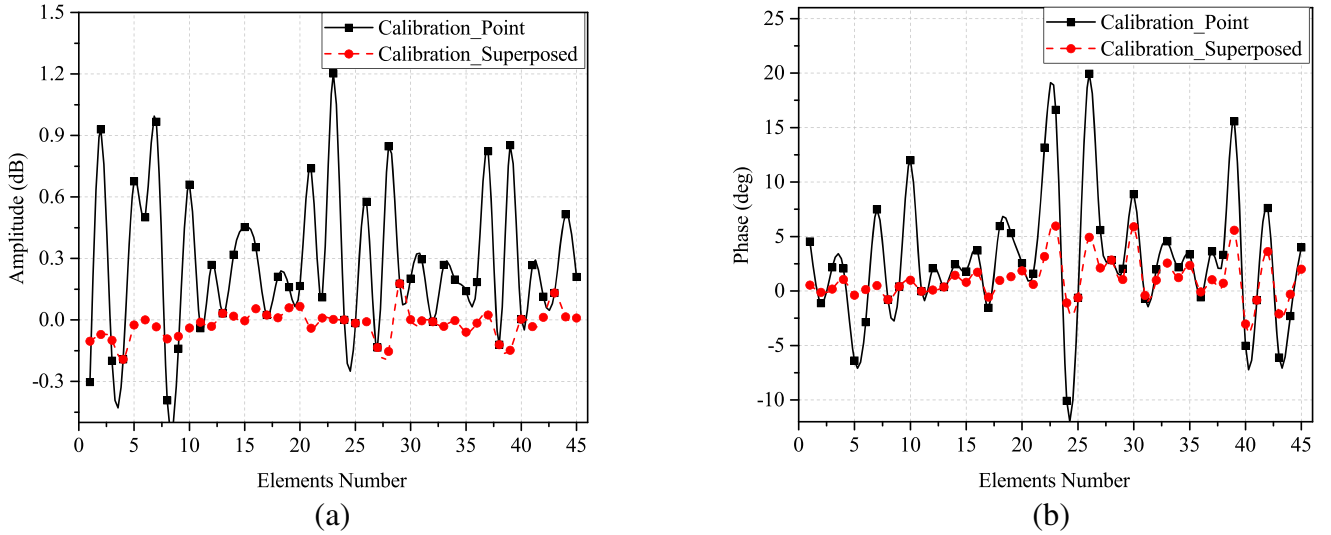 1.5
1.2
0.9
0.6
0.3
0.0
-0.3
Amplitude (dB)
Calibration_Point
Calibration_Superposed
0 5 10 15 20 25 30 35 40 45
Elements Number
(a)
25
20
15
10
5
0
-5
-10
Phase (deg)
Calibration_Point
Calibration_Superposed
0 5 10 15 20 25 30 35 40 45
Elements Number
(b)